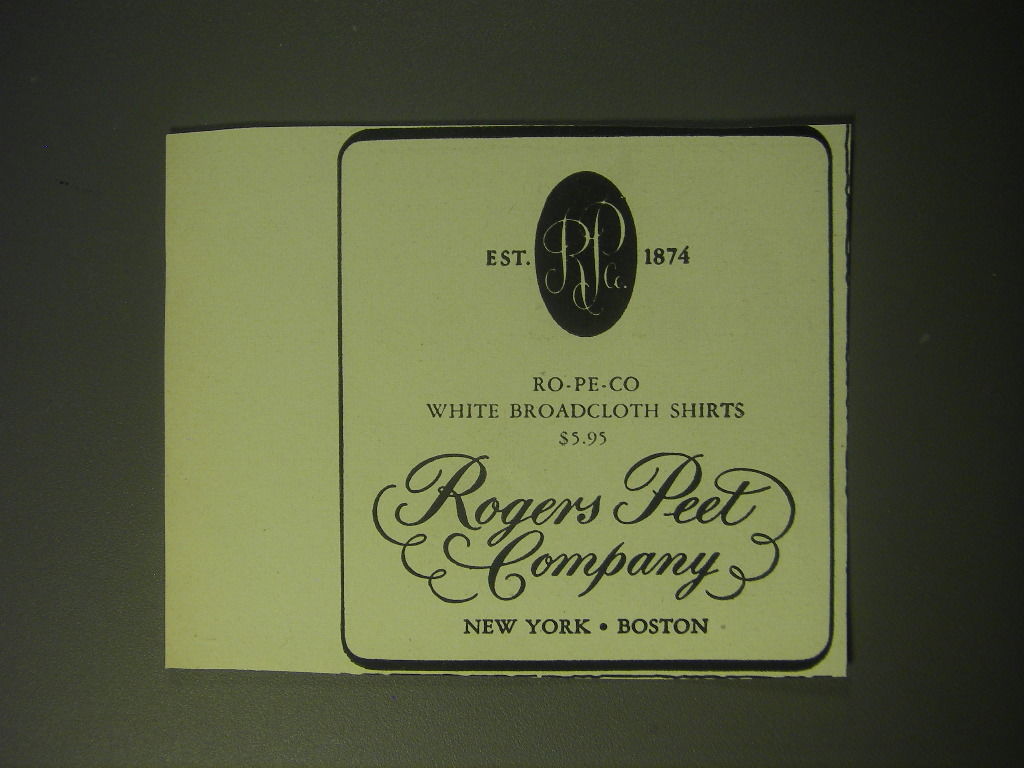 EST. RPCo. 1874
RO-PE-CO
WHITE BROADCLOTH SHIRTS
$5.95
Rogers Peet
Company
NEW YORK • BOSTON